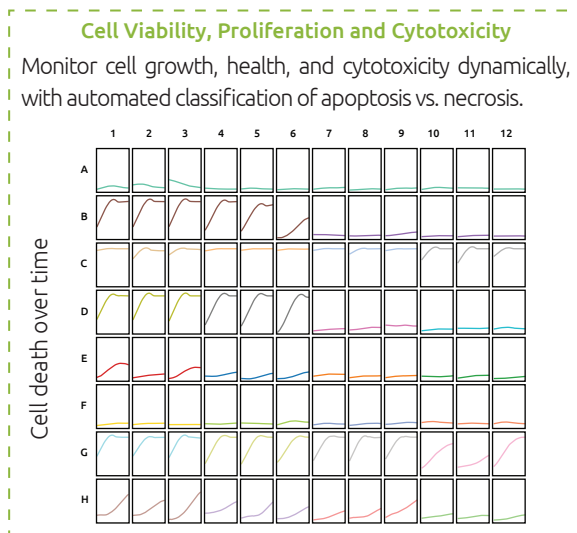 Cell Viability, Proliferation and Cytotoxicity
Monitor cell growth, health, and cytotoxicity dynamically,
with automated classification of apoptosis vs. necrosis.
1 2 3 4 5 6 7 8 9 10 11 12
A
B
C
D
E
F
G
H
Cell death over time